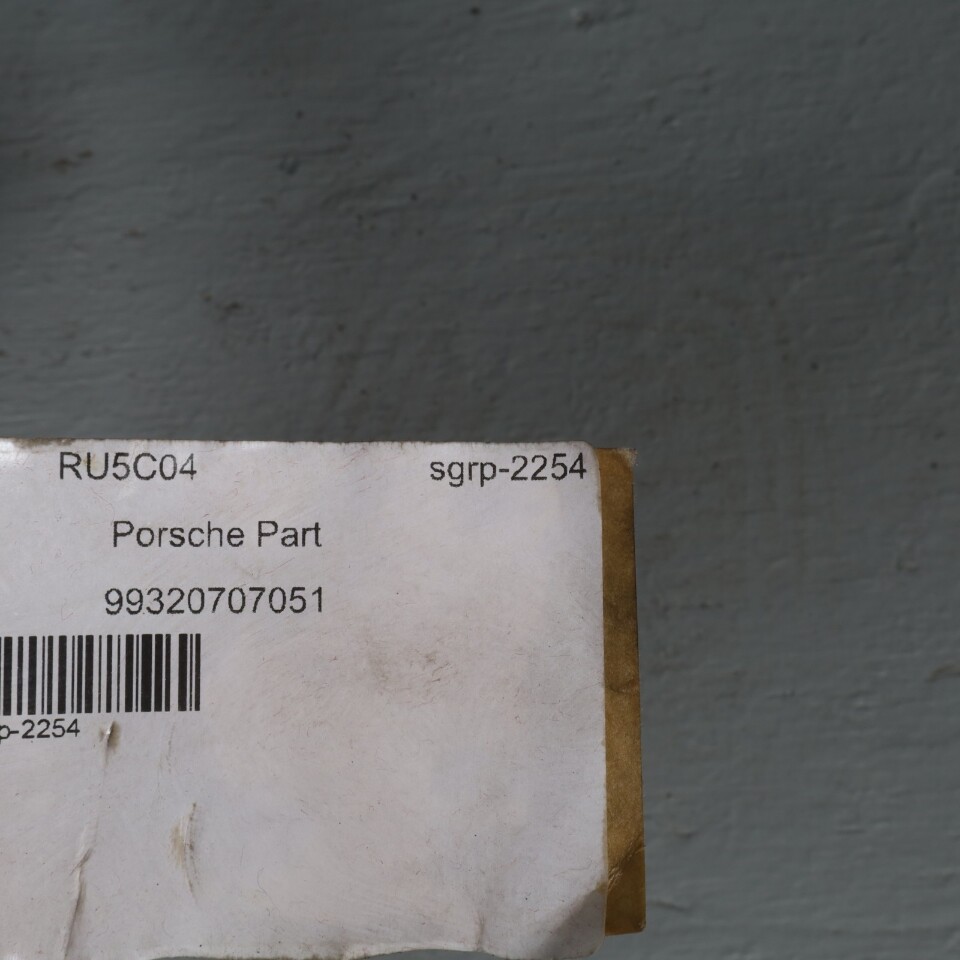 RU5C04 sgrp-2254
Porsche Part
99320707051
p-2254